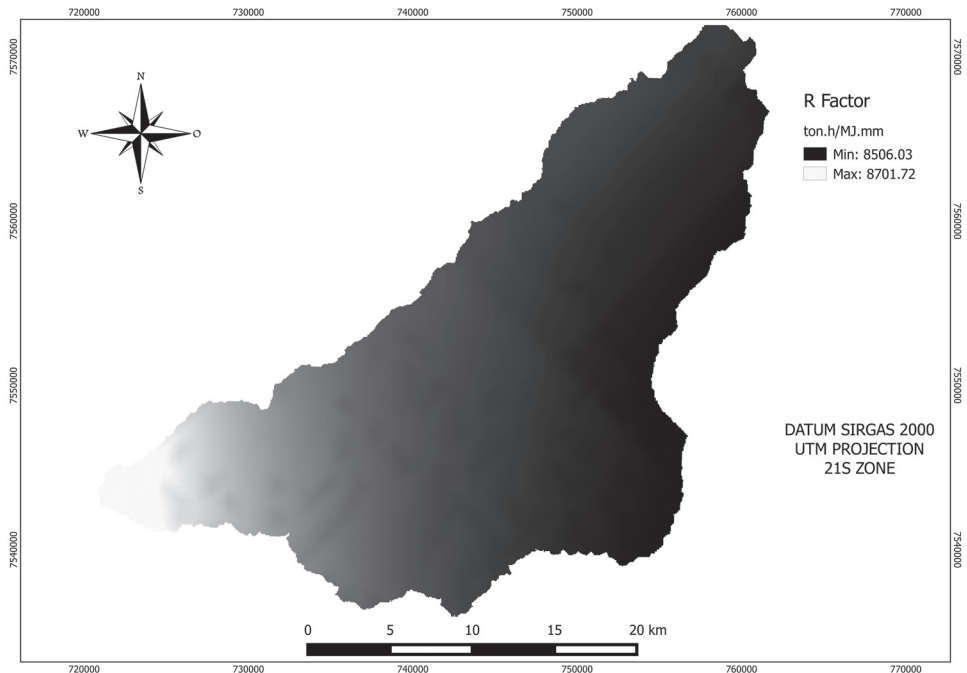 720000 730000 740000 750000 760000 770000
7570000
7570000
N
W O
S
R Factor
ton.h/MJ.mm
Min: 8506.03
Max: 8701.72
7560000
7560000
7550000
7550000
DATUM SIRGAS 2000
UTM PROJECTION
21S ZONE
7540000
7540000
0 5 10 15 20 km
720000 730000 740000 750000 760000 770000